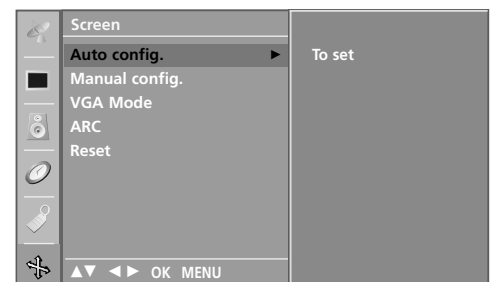 Screen
Auto config. ► To set
Manual config.
VGA Mode
ARC
Reset
▲▼ ◄► OK MENU